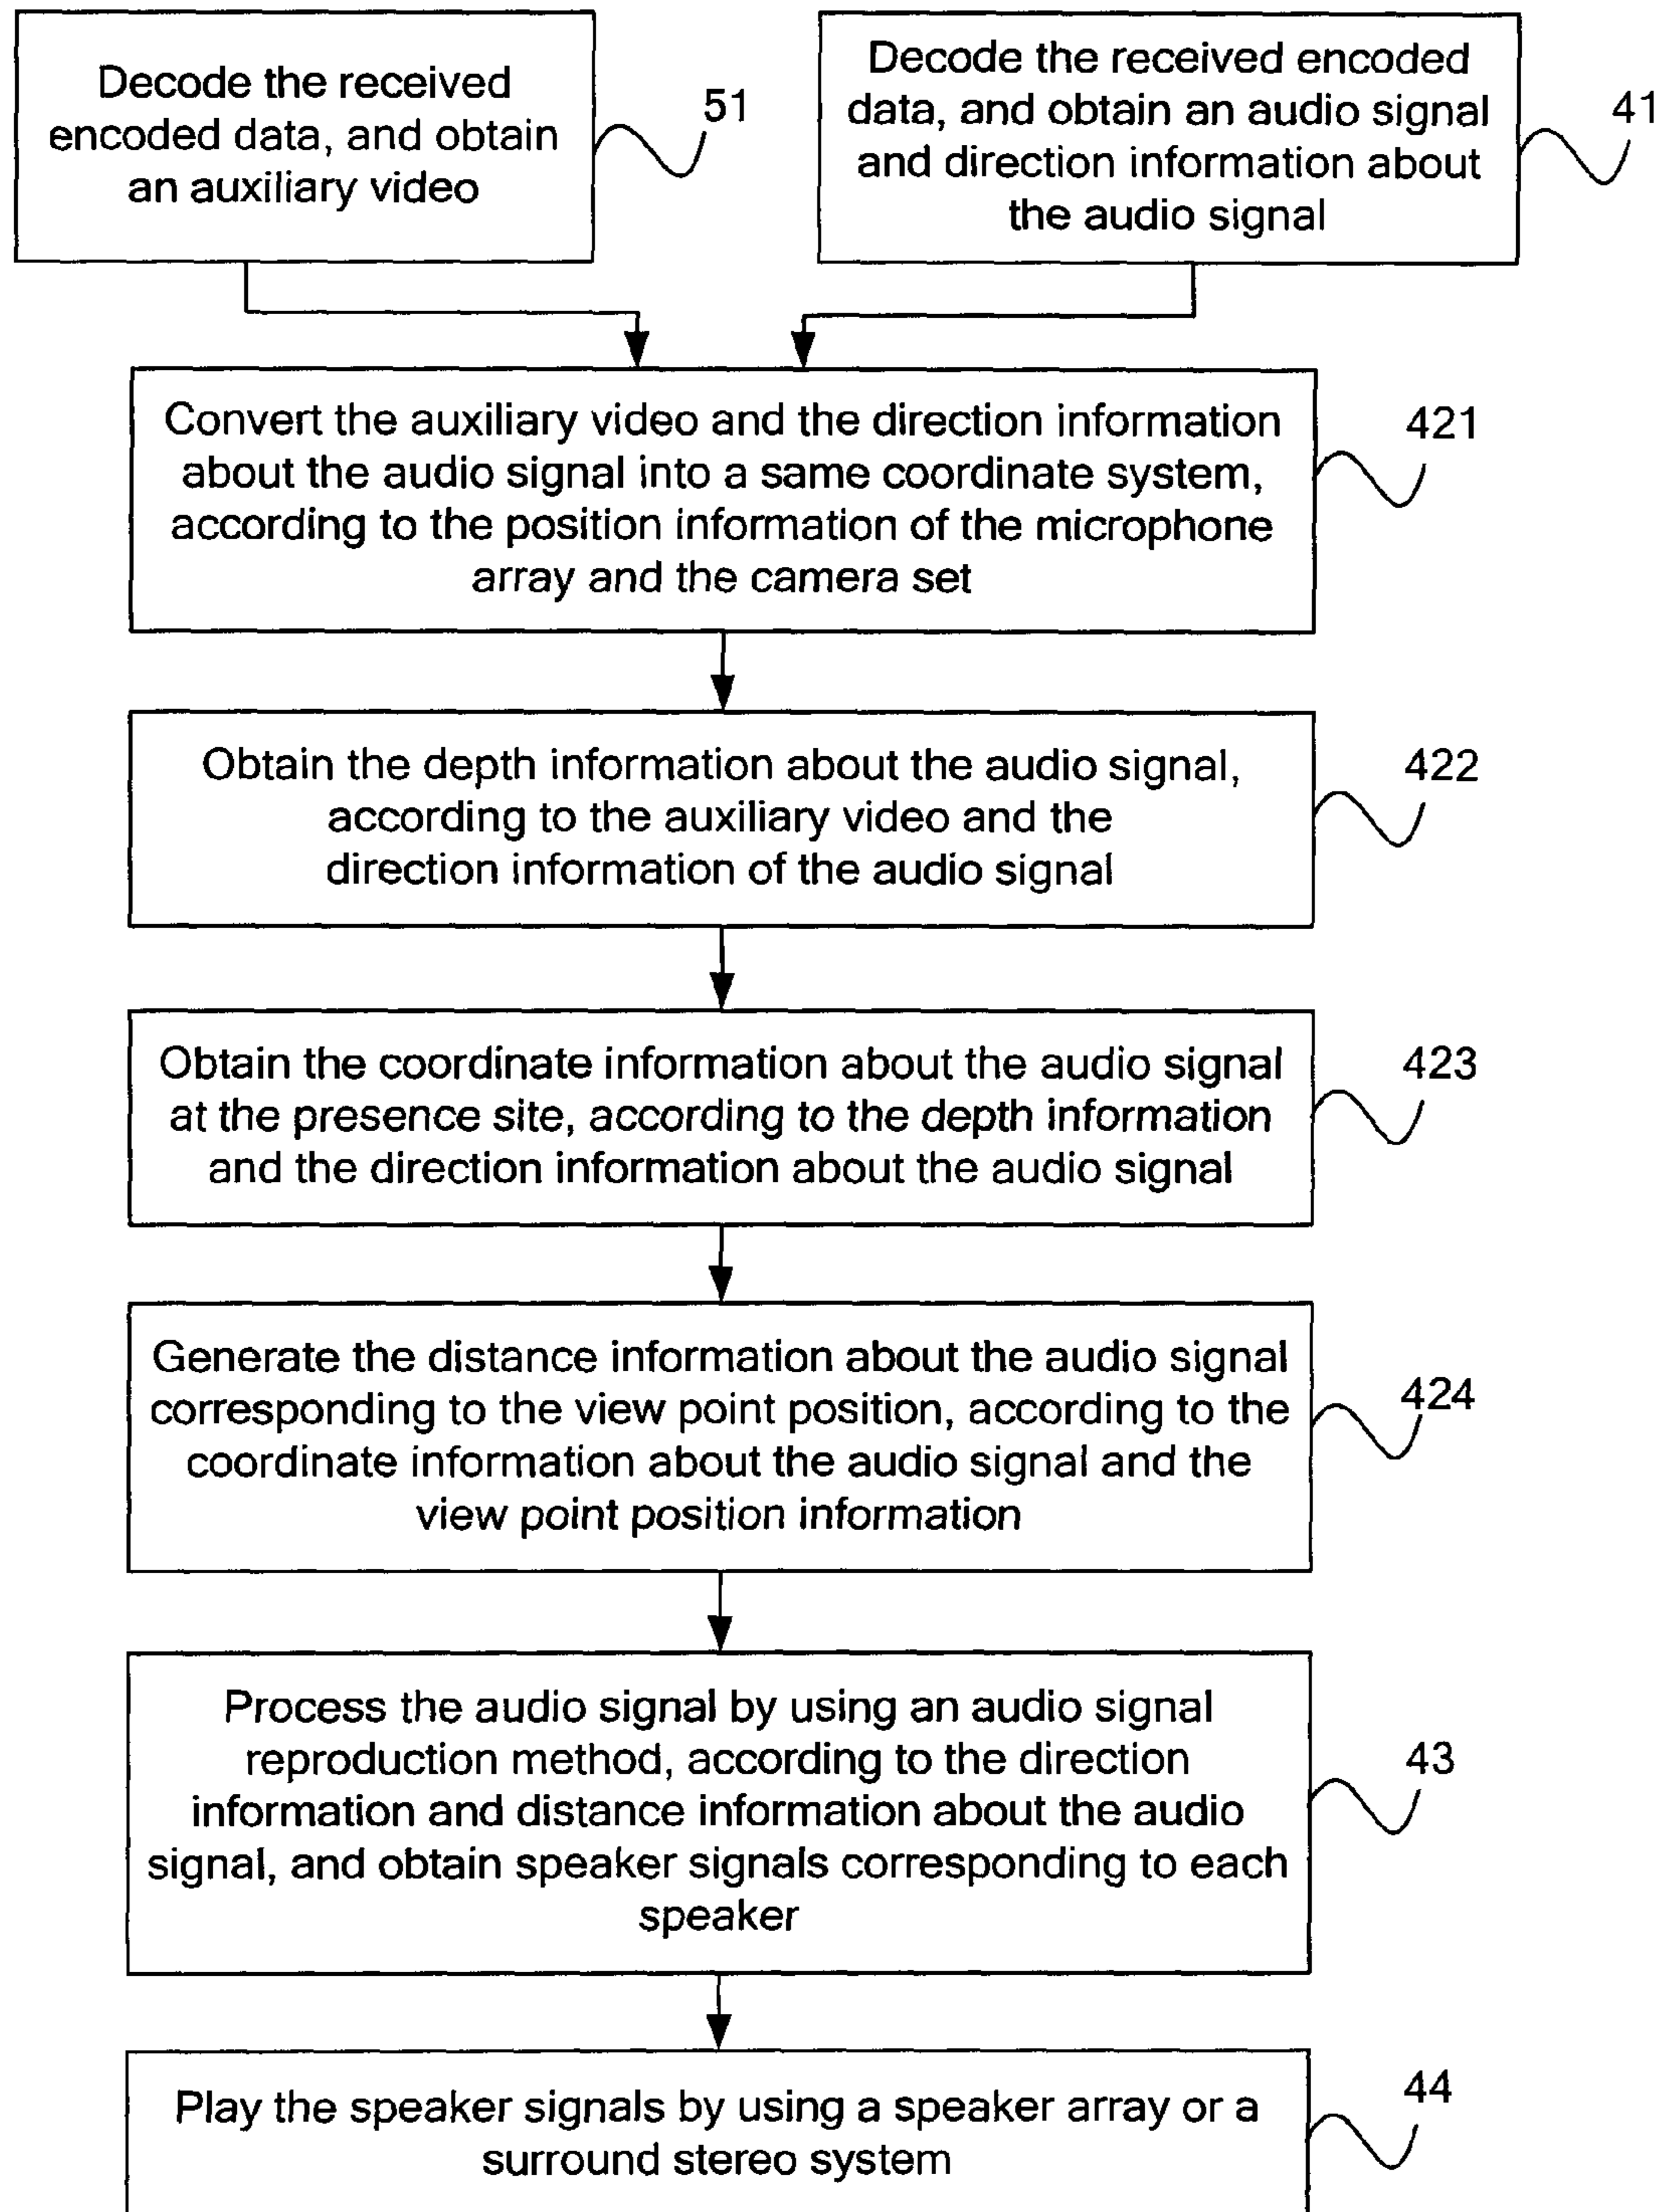 Decode the received
encoded data, and obtain
an auxiliary video
51
Decode the received encoded
data, and obtain an audio signal
and direction information about
the audio signal
41
Convert the auxiliary video and the direction information
about the audio signal into a same coordinate system,
according to the position information of the microphone
array and the camera set
421
Obtain the depth information about the audio signal,
according to the auxiliary video and the
direction information of the audio signal
422
Obtain the coordinate information about the audio signal
at the presence site, according to the depth information
and the direction information about the audio signal
423
Generate the distance information about the audio signal
corresponding to the view point position, according to the
coordinate information about the audio signal and the
view point position information
424
Process the audio signal by using an audio signal
reproduction method, according to the direction
information and distance information about the audio
signal, and obtain speaker signals corresponding to each
speaker
43
Play the speaker signals by using a speaker array or a
surround stereo system
44